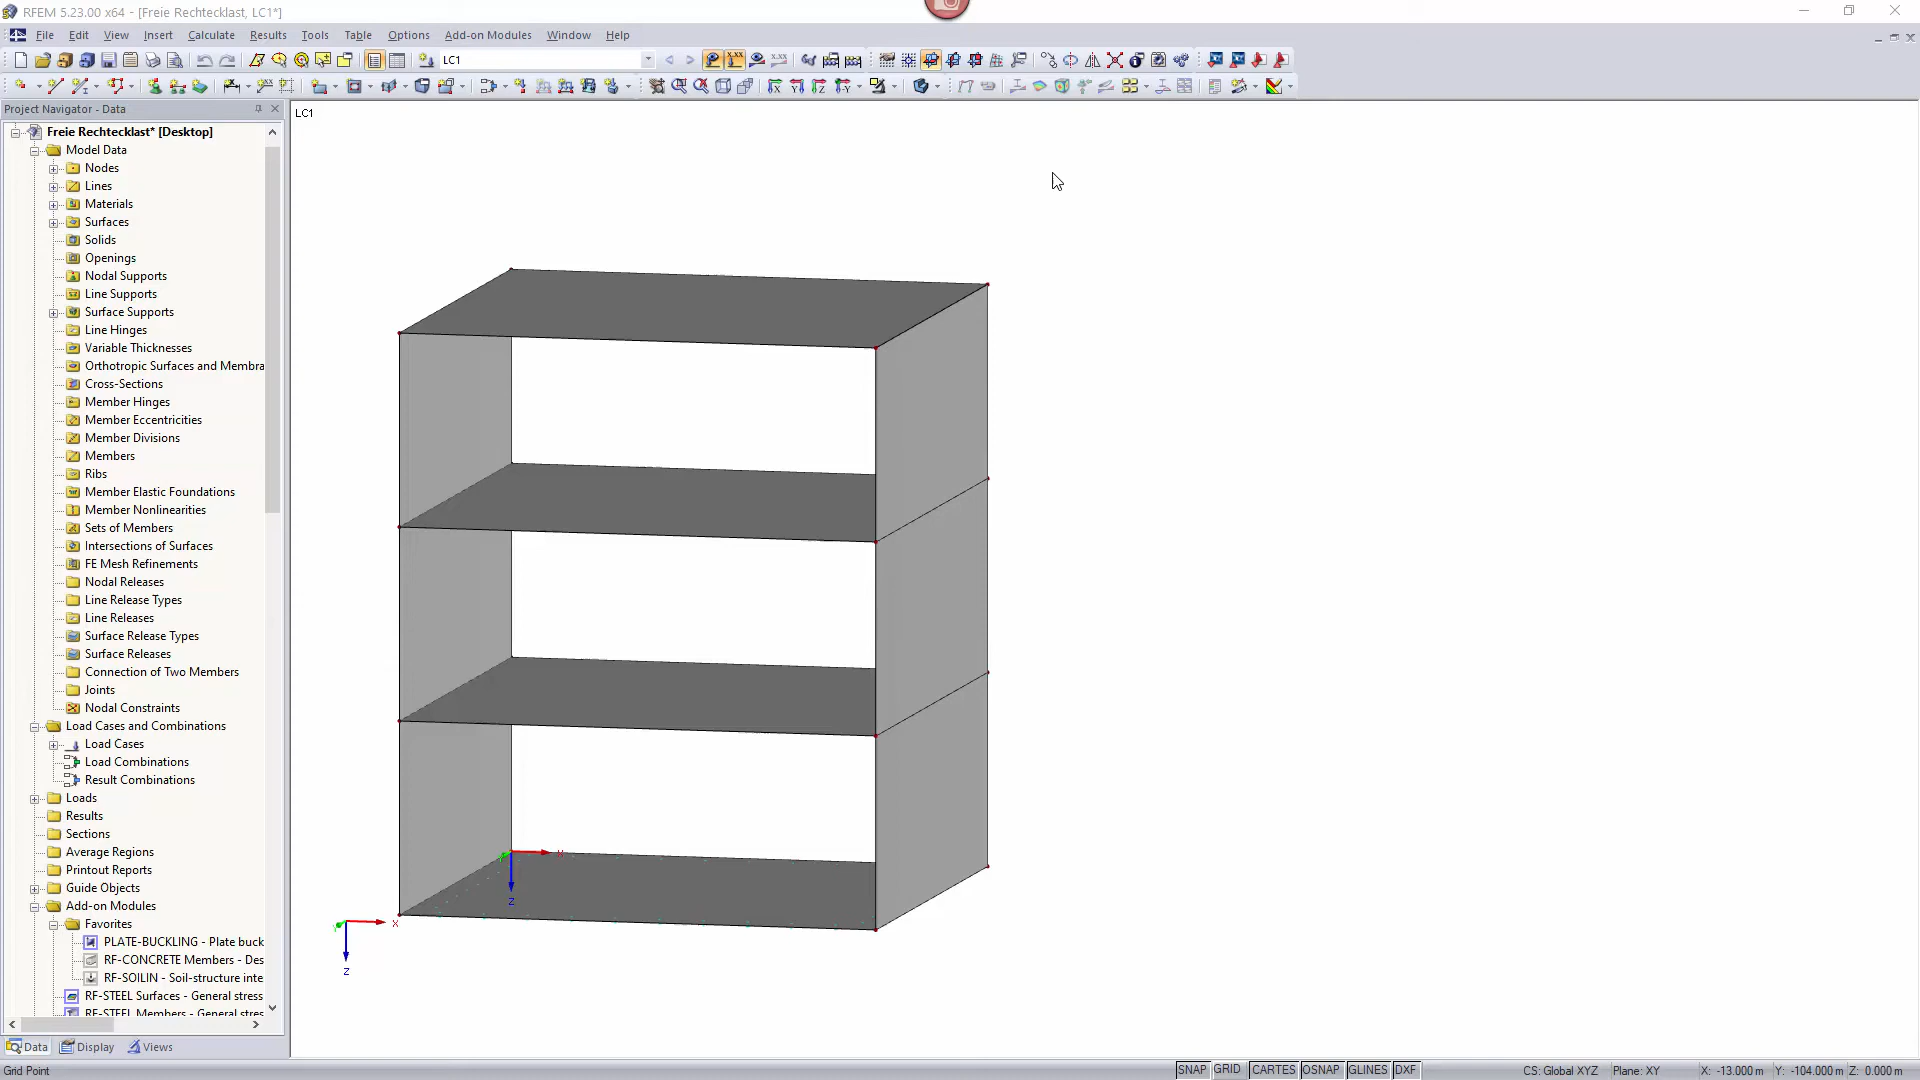 RFEM 5.23.00 x64 - [Freie Rechtecklast, LC1*]
File Edit View Insert Calculate Results Tools Table Options Add-on Modules Window Help
LC1
Project Navigator - Data
LC1
Freie Rechtecklast* [Desktop]
Model Data
Nodes
Lines
Materials
Surfaces
Solids
Openings
Nodal Supports
Line Supports
Surface Supports
Line Hinges
Variable Thicknesses
Orthotropic Surfaces and Membra
Cross-Sections
Member Hinges
Member Eccentricities
Member Divisions
Members
Ribs
Member Elastic Foundations
Member Nonlinearities
Sets of Members
Intersections of Surfaces
FE Mesh Refinements
Nodal Releases
Line Release Types
Line Releases
Surface Release Types
Surface Releases
Connection of Two Members
Joints
Nodal Constraints
Load Cases and Combinations
Load Cases
Load Combinations
Result Combinations
Loads
Results
Sections
Average Regions
Printout Reports
Guide Objects
Add-on Modules
Favorites
PLATE-BUCKLING - Plate buck
RF-CONCRETE Members - Des
RF-SOILIN - Soil-structure inte
RF-STEEL Surfaces - General stress
RF-STEEL Members - General stres
X
Z
X
Y
Z
Data Display Views
Grid Point
SNAP GRID CARTES OSNAP GLINES DXF
CS: Global XYZ Plane: XY X: -13.000 m Y: -104.000 m Z: 0.000 m